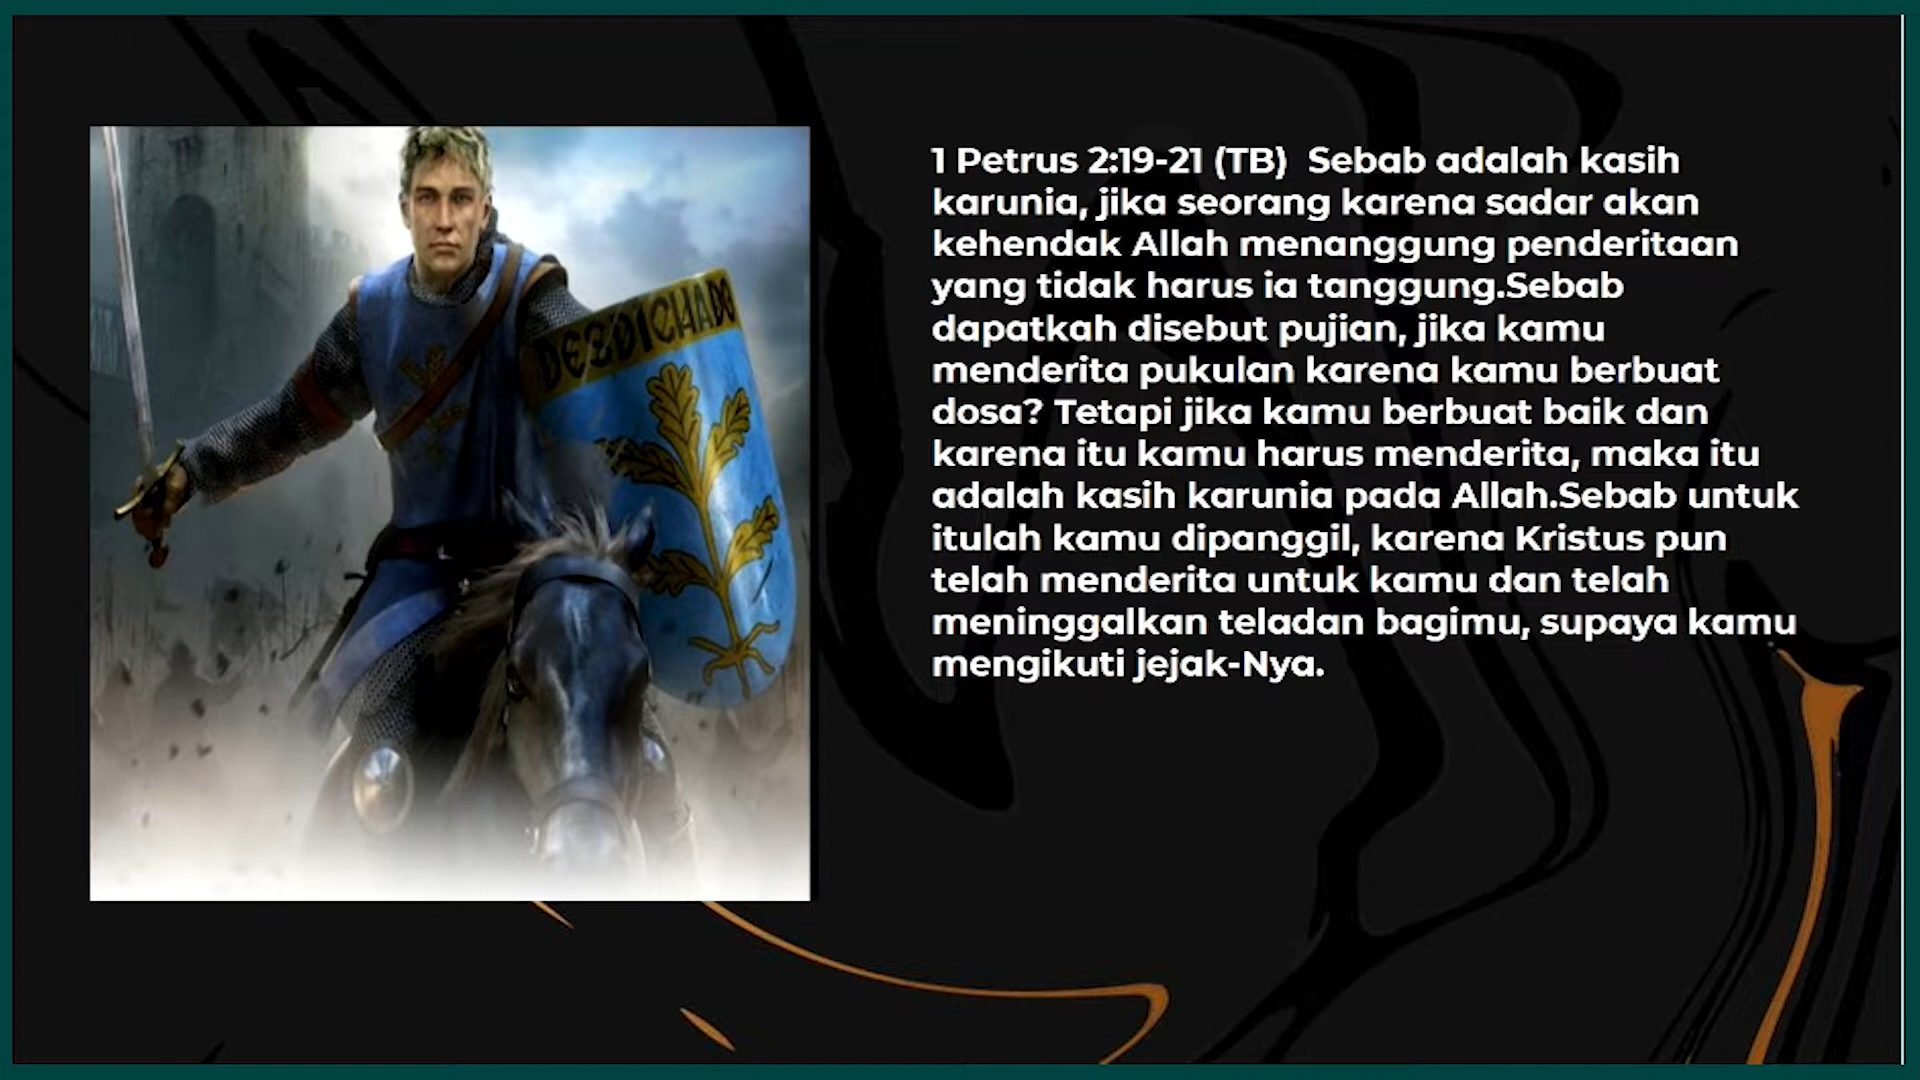 DEZDICHADO
1 Petrus 2:19-21 (TB)  Sebab adalah kasih
karunia, jika seorang karena sadar akan
kehendak Allah menanggung penderitaan
yang tidak harus ia tanggung.Sebab
dapatkah disebut pujian, jika kamu
menderita pukulan karena kamu berbuat
dosa? Tetapi jika kamu berbuat baik dan
karena itu kamu harus menderita, maka itu
adalah kasih karunia pada Allah.Sebab untuk
itulah kamu dipanggil, karena Kristus pun
telah menderita untuk kamu dan telah
meninggalkan teladan bagimu, supaya kamu
mengikuti jejak-Nya.